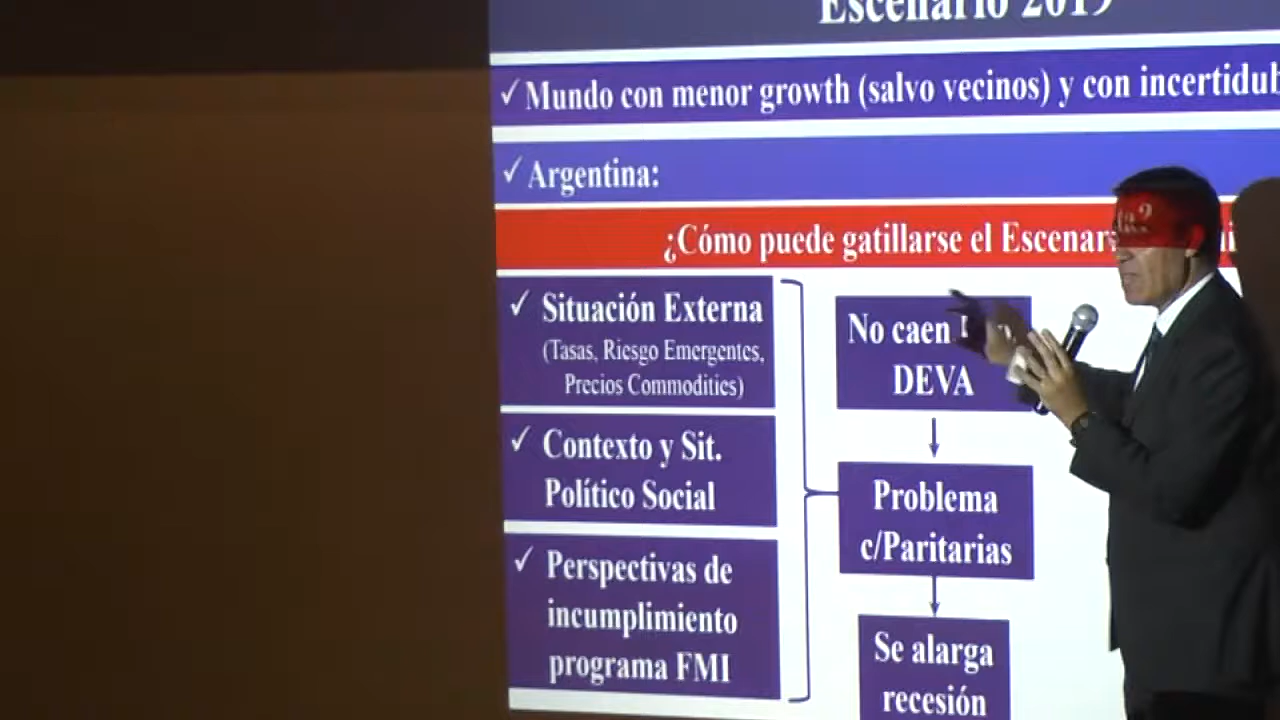 Escenario 2019
✓ Mundo con menor growth (salvo vecinos) y con
✓ Argentina:
¿Cómo puede gatillarse el
✓ Situación Externa
(Tasas, Riesgo Emergentes,
Precios Commodities)
✓ Contexto y Sit.
Político Social
✓ Perspectivas de
incumplimiento
programa FMI
No caen
DEVA
Problema
c/Paritarias
Se alarga
recesión